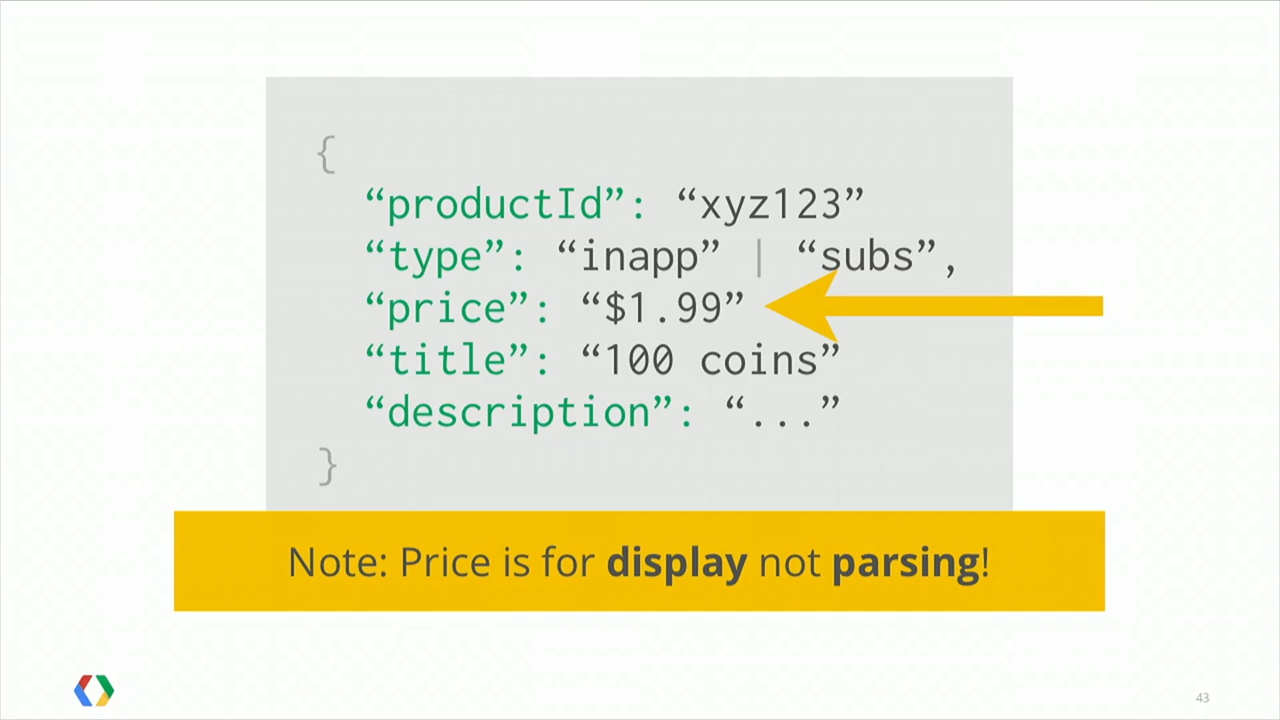 {
“productId”: “xyz123”
“type”: “inapp” | “subs”,
“price”: “$1.99”
“title”: “100 coins”
“description”: “...”
}
Note: Price is for display not parsing!
43